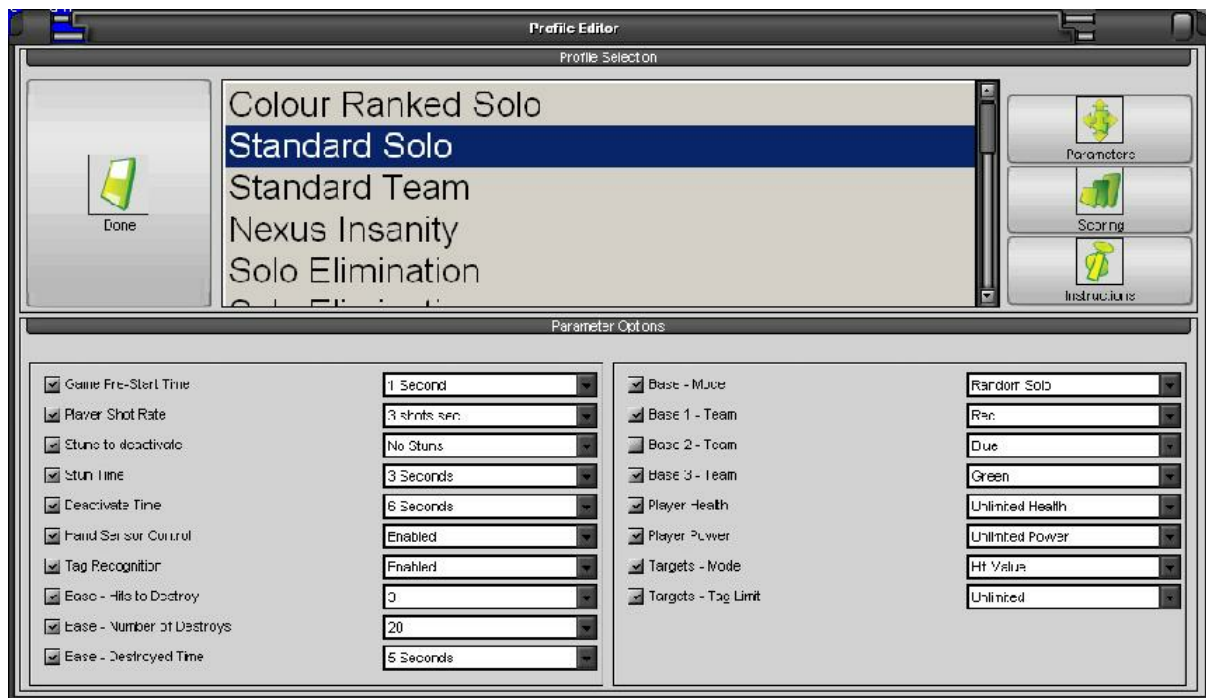 Profile Editor
Profile Selection
Colour Ranked Solo
Standard Solo
Standard Team
Nexus Insanity
Solo Elimination
Done
Parameters
Scoring
Instructions
Parameter Options
Game Pre-Start Time 1 Second
Player Shot Rate 3 shots sec
Stuns to deactivate No Stuns
Stun Time 3 Seconds
Deactivate Time 6 Seconds
Hand Sensor Control Enabled
Tag Recognition Enabled
Base - Hits to Destroy
Base - Number of Destroys 20
Base - Destroyed Time 5 Seconds
Base - Mode Random Solo
Base 1 - Team Red
Base 2 - Team Blue
Base 3 - Team Green
Player Health Unlimited Health
Player Power Unlimited Power
Targets - Mode Hit Value
Targets - Tag Limit Unlimited